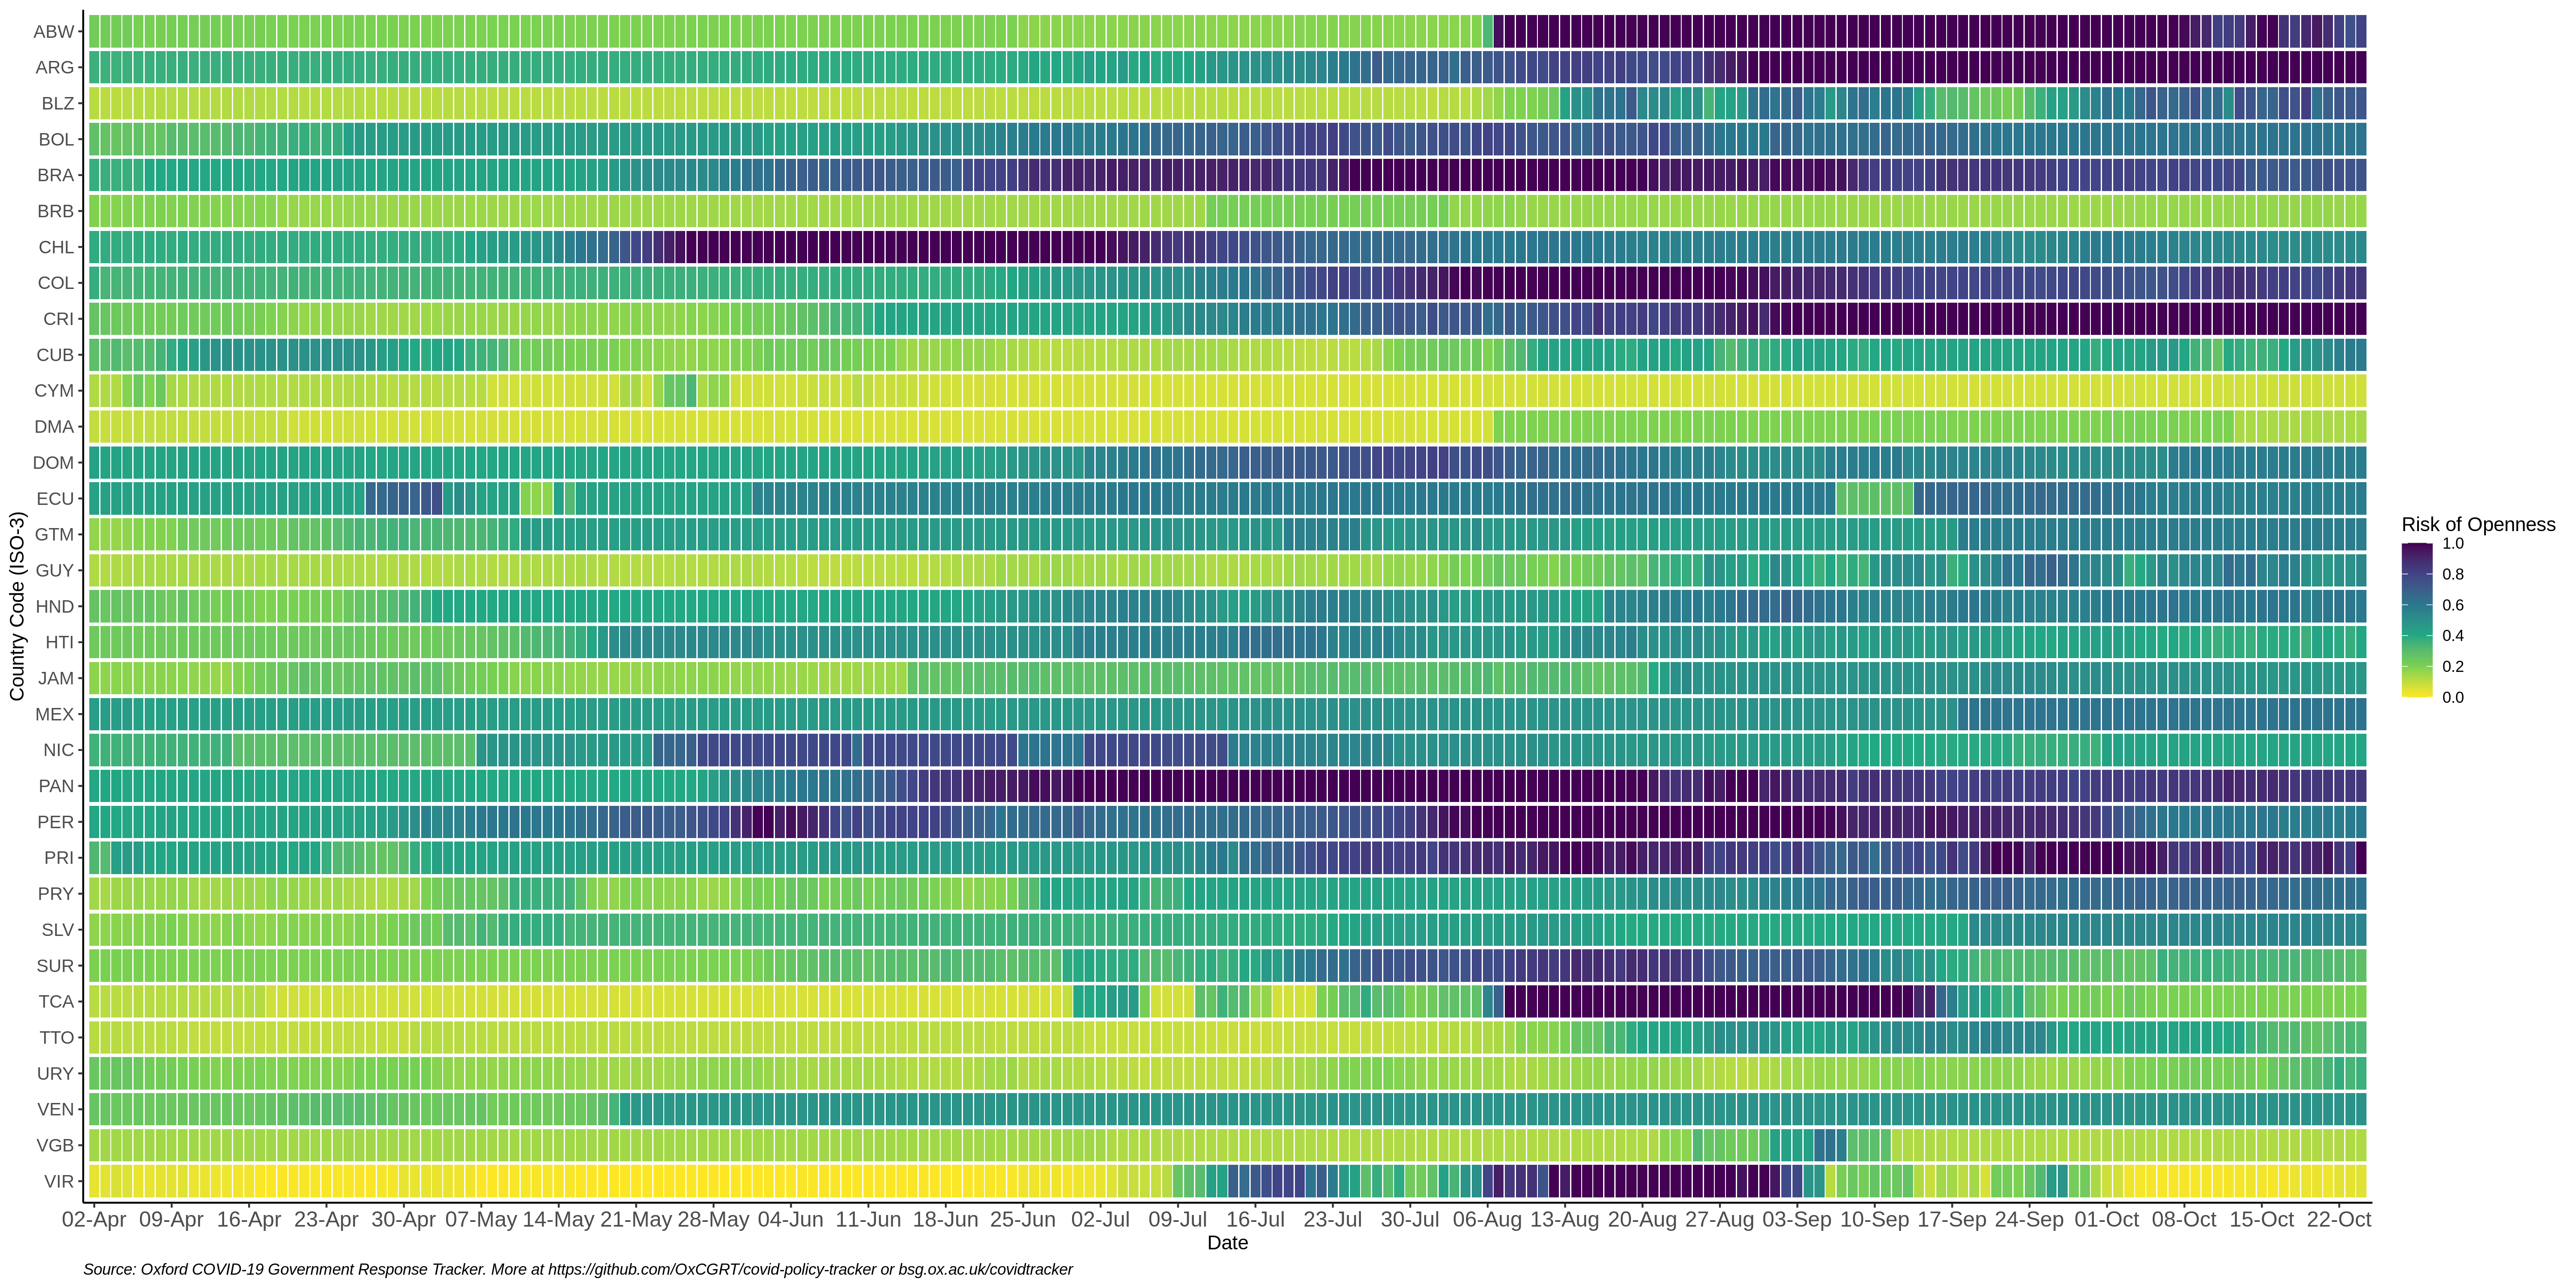 ABW
ARG
BLZ
BOL
BRA
BRB
CHL
COL
CRI
CUB
CYM
DMA
DOM
ECU
GTM
GUY
HND
HTI
JAM
MEX
NIC
PAN
PER
PRI
PRY
SLV
SUR
TCA
TTO
URY
VEN
VGB
VIR
Country Code (ISO-3)
02-Apr 09-Apr 16-Apr 23-Apr 30-Apr 07-May 14-May 21-May 28-May 04-Jun 11-Jun 18-Jun 25-Jun 02-Jul 09-Jul 16-Jul 23-Jul 30-Jul 06-Aug 13-Aug 20-Aug 27-Aug 03-Sep 10-Sep 17-Sep 24-Sep 01-Oct 08-Oct 15-Oct 22-Oct
Date
Risk of Openness
1.0
0.8
0.6
0.4
0.2
0.0
Source: Oxford COVID-19 Government Response Tracker. More at https://github.com/OxCGRT/covid-policy-tracker or bsg.ox.ac.uk/covidtracker